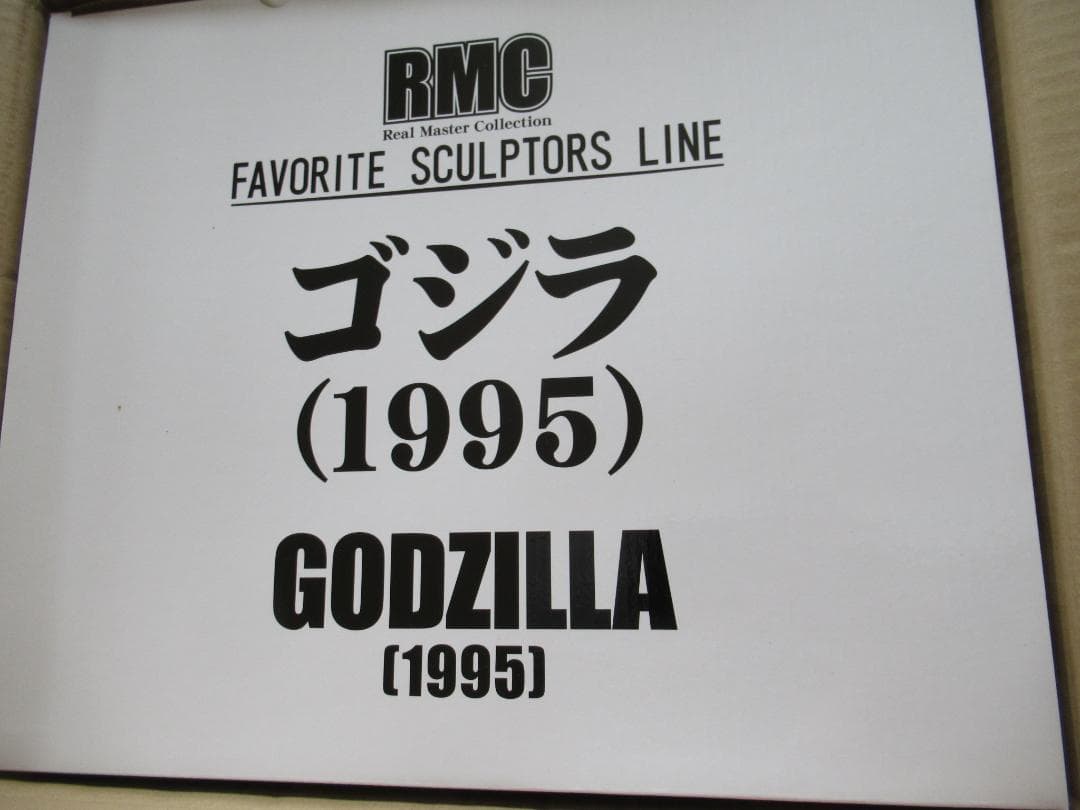 RMC
Real Master Collection
FAVORITE SCULPTORS LINE
ゴジラ
(1995)
GODZILLA
(1995)